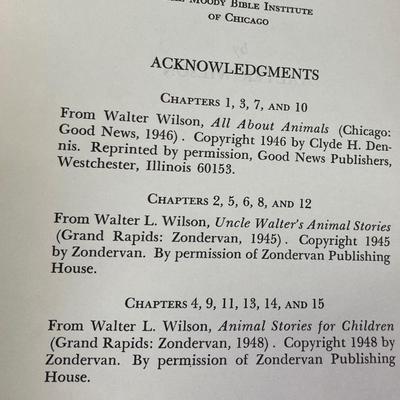 Moody Bible Institute
of Chicago
ACKNOWLEDGMENTS
Chapters 1, 3, 7, and 10
From Walter Wilson, All About Animals (Chicago:
Good News, 1946). Copyright 1946 by Clyde H. Den-
nis. Reprinted by permission, Good News Publishers,
Westchester, Illinois 60153.
Chapters 2, 5, 6, 8, and 12
From Walter L. Wilson, Uncle Walter's Animal Stories
(Grand Rapids: Zondervan, 1945). Copyright 1945
by Zondervan. By permission of Zondervan Publishing
House.
Chapters 4, 9, 11, 13, 14, and 15
From Walter L. Wilson, Animal Stories for Children
(Grand Rapids: Zondervan, 1948). Copyright 1948 by
Zondervan. By permission of Zondervan Publishing
House.